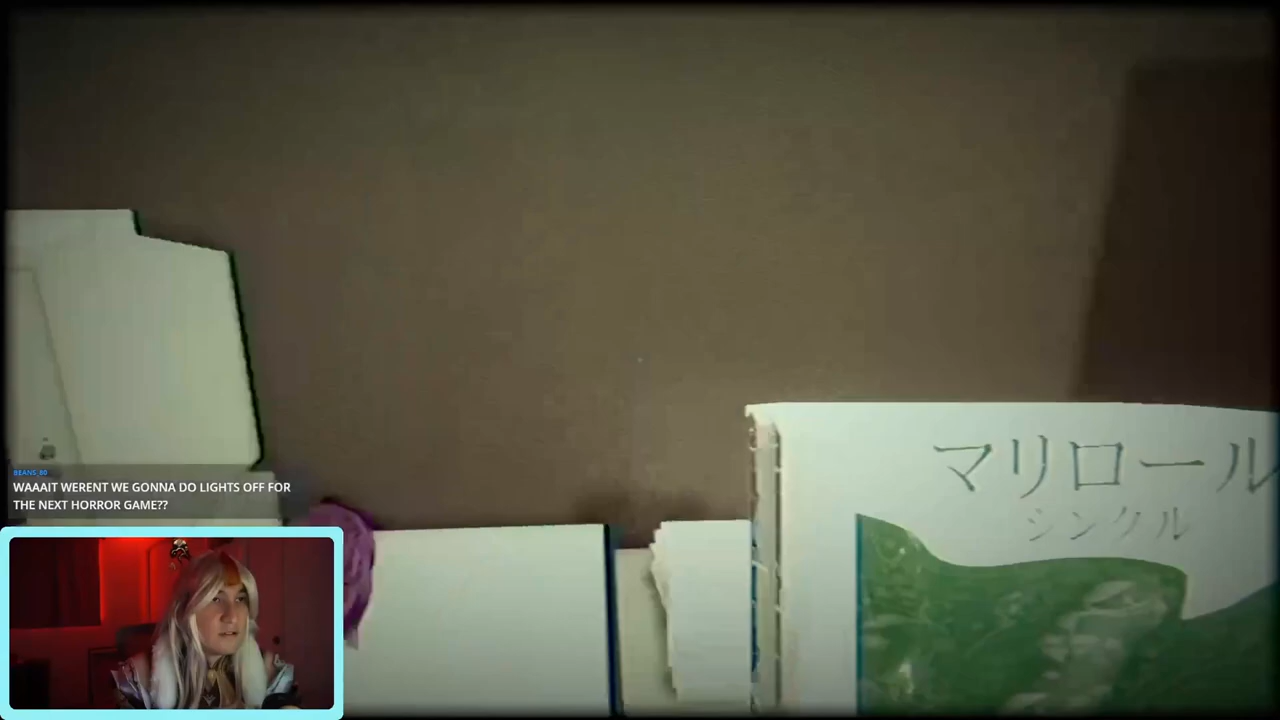 マリロール
シンクル
BEANS_80
WAAAIT WERENT WE GONNA DO LIGHTS OFF FOR
THE NEXT HORROR GAME??